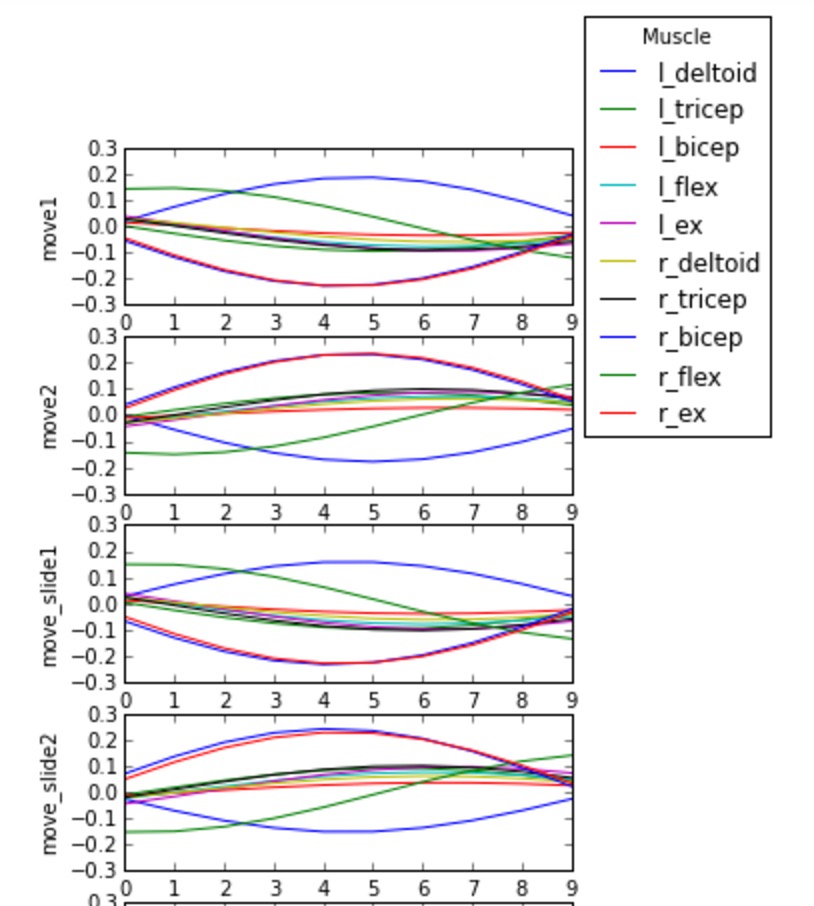 Muscle
l_deltoid
l_tricep
l_bicep
l_flex
l_ex
r_deltoid
r_tricep
r_bicep
r_flex
r_ex
move1
0.3
0.2
0.1
0.0
−0.1
−0.2
−0.3
0 1 2 3 4 5 6 7 8 9
move2
0.3
0.2
0.1
0.0
−0.1
−0.2
−0.3
0 1 2 3 4 5 6 7 8 9
move_slide1
0.3
0.2
0.1
0.0
−0.1
−0.2
−0.3
0 1 2 3 4 5 6 7 8 9
move_slide2
0.3
0.2
0.1
0.0
−0.1
−0.2
−0.3
0 1 2 3 4 5 6 7 8 9
0.3